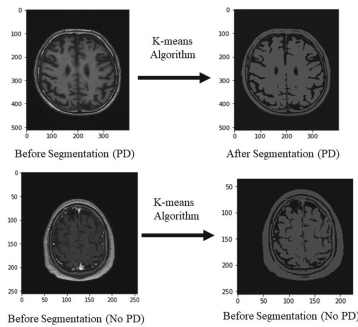 0
100
200
300
400
500
0 100 200 300
K-means
Algorithm
0
100
200
300
400
500
0 100 200 300
Before Segmentation (PD)
After Segmentation (PD)
0
50
100
150
200
250
0 50 100 150 200 250
K-means
Algorithm
0
50
100
150
200
0 50 100 150 200
Before Segmentation (No PD)
Before Segmentation (No PD)